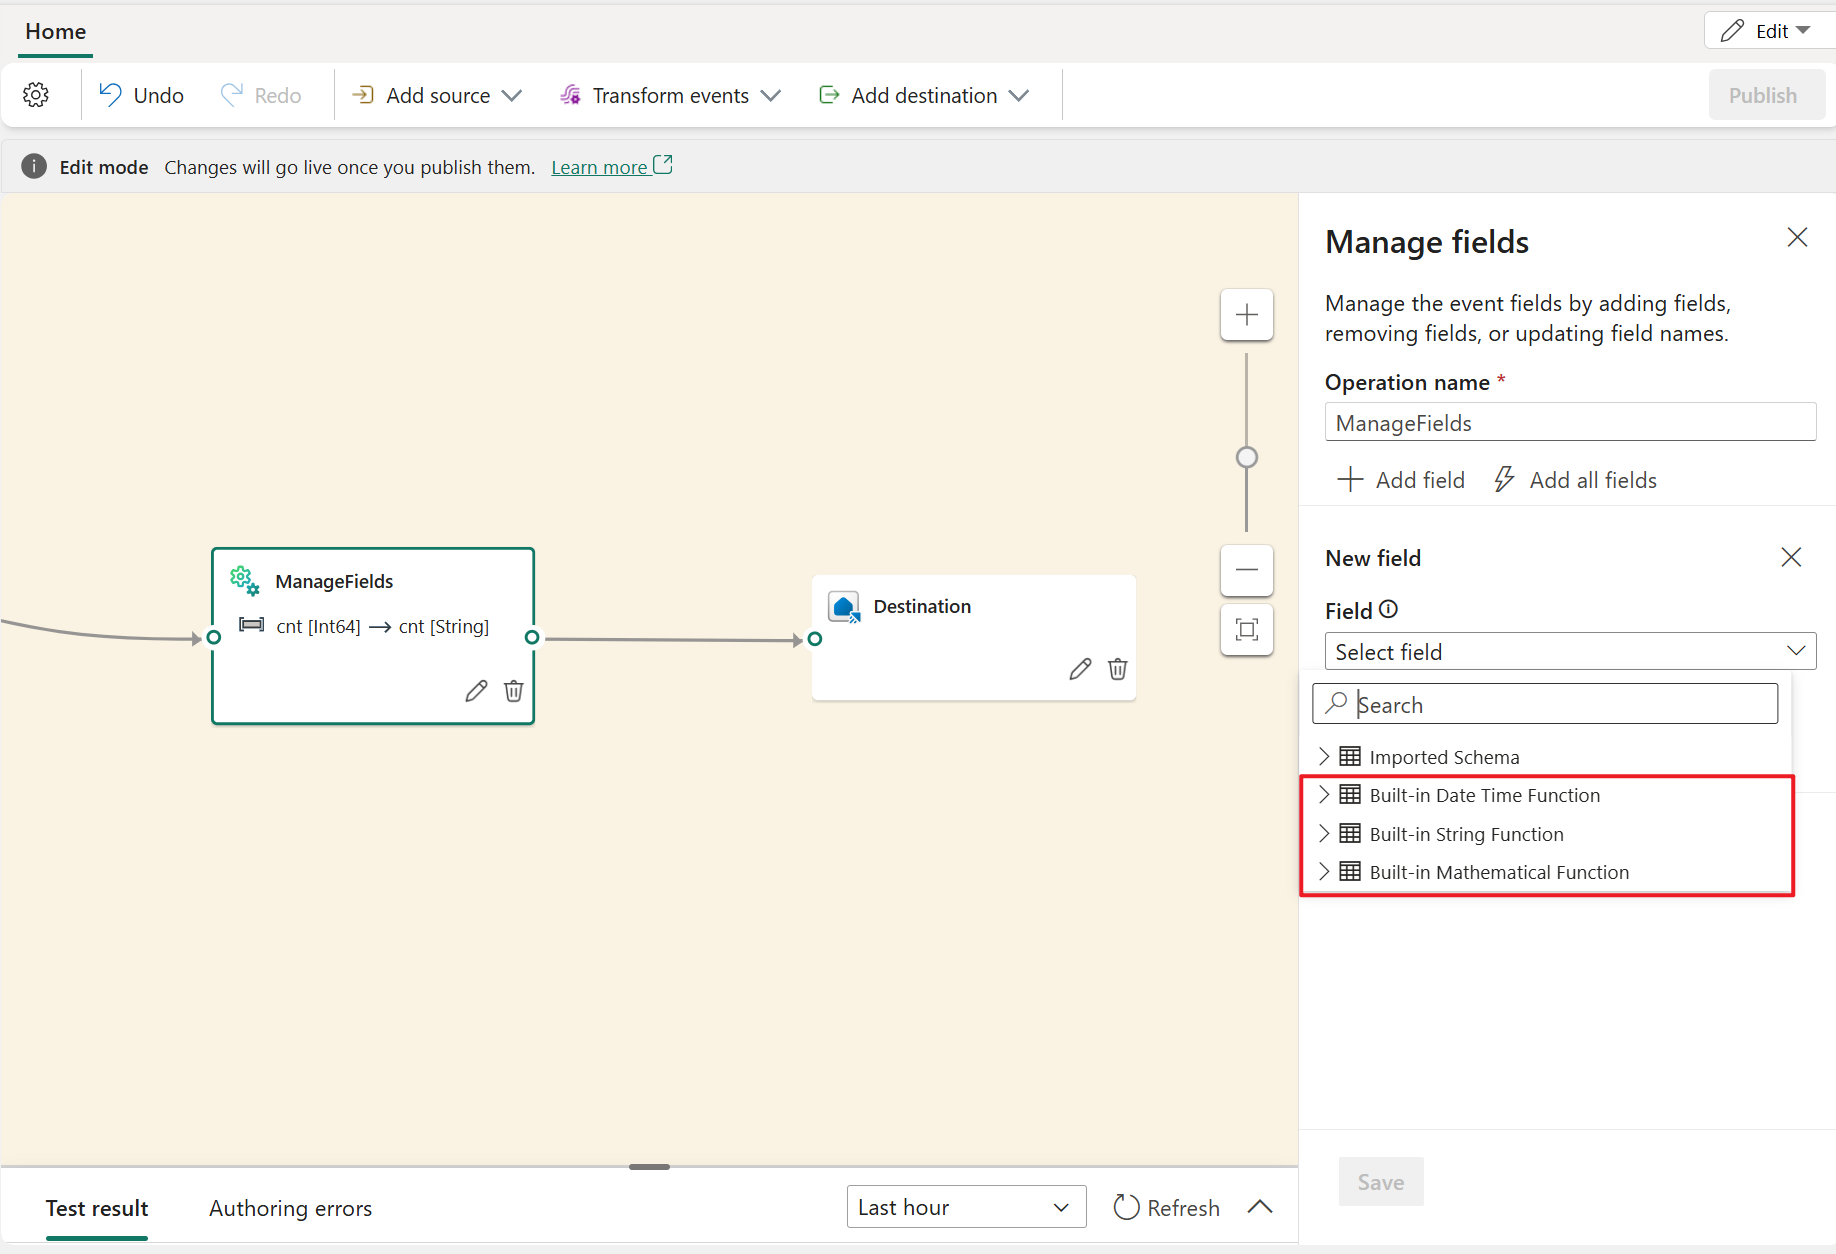 Home
Edit
Undo
Redo
Add source
Transform events
Add destination
Publish
Edit mode Changes will go live once you publish them. Learn more
ManageFields
cnt [Int64] → cnt [String]
Destination
Manage fields
Manage the event fields by adding fields,
removing fields, or updating field names.
Operation name *
ManageFields
Add field
Add all fields
New field
Field
Select field
Search
Imported Schema
Built-in Date Time Function
Built-in String Function
Built-in Mathematical Function
Save
Test result
Authoring errors
Last hour
Refresh